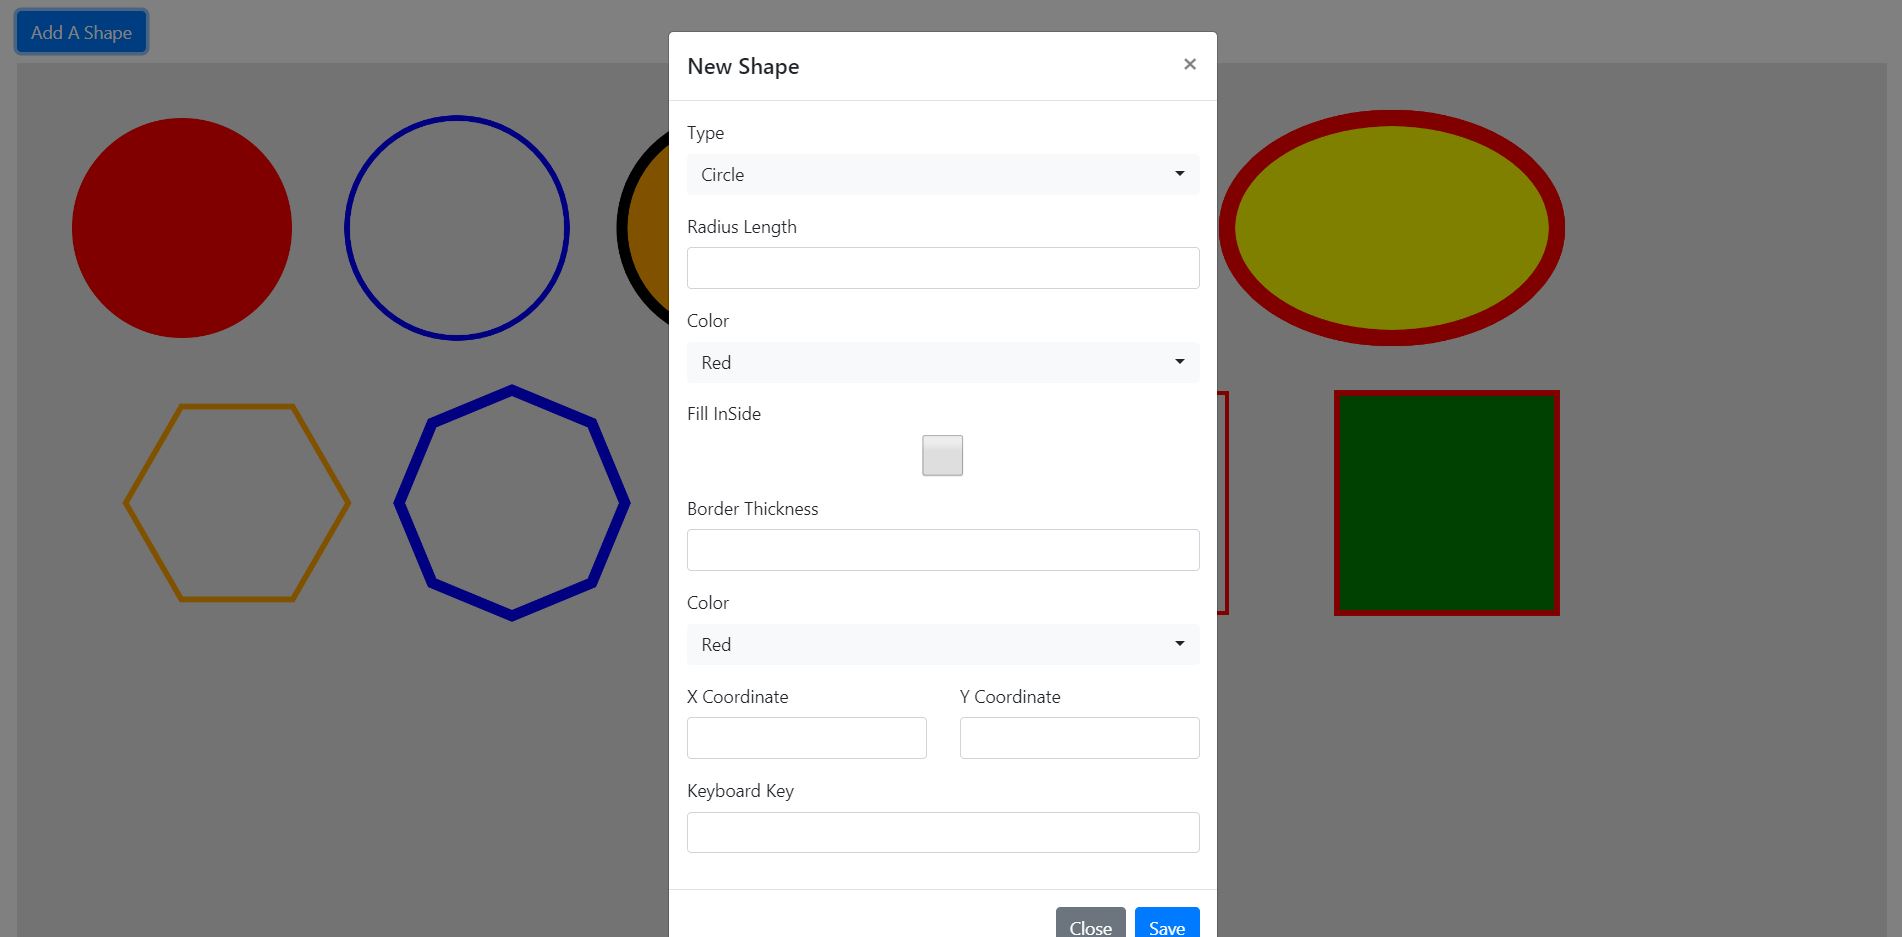 Add A Shape
New Shape
×
Type
Circle
Radius Length
Color
Red
Fill InSide
Border Thickness
Color
Red
X Coordinate Y Coordinate
Keyboard Key
Close Save